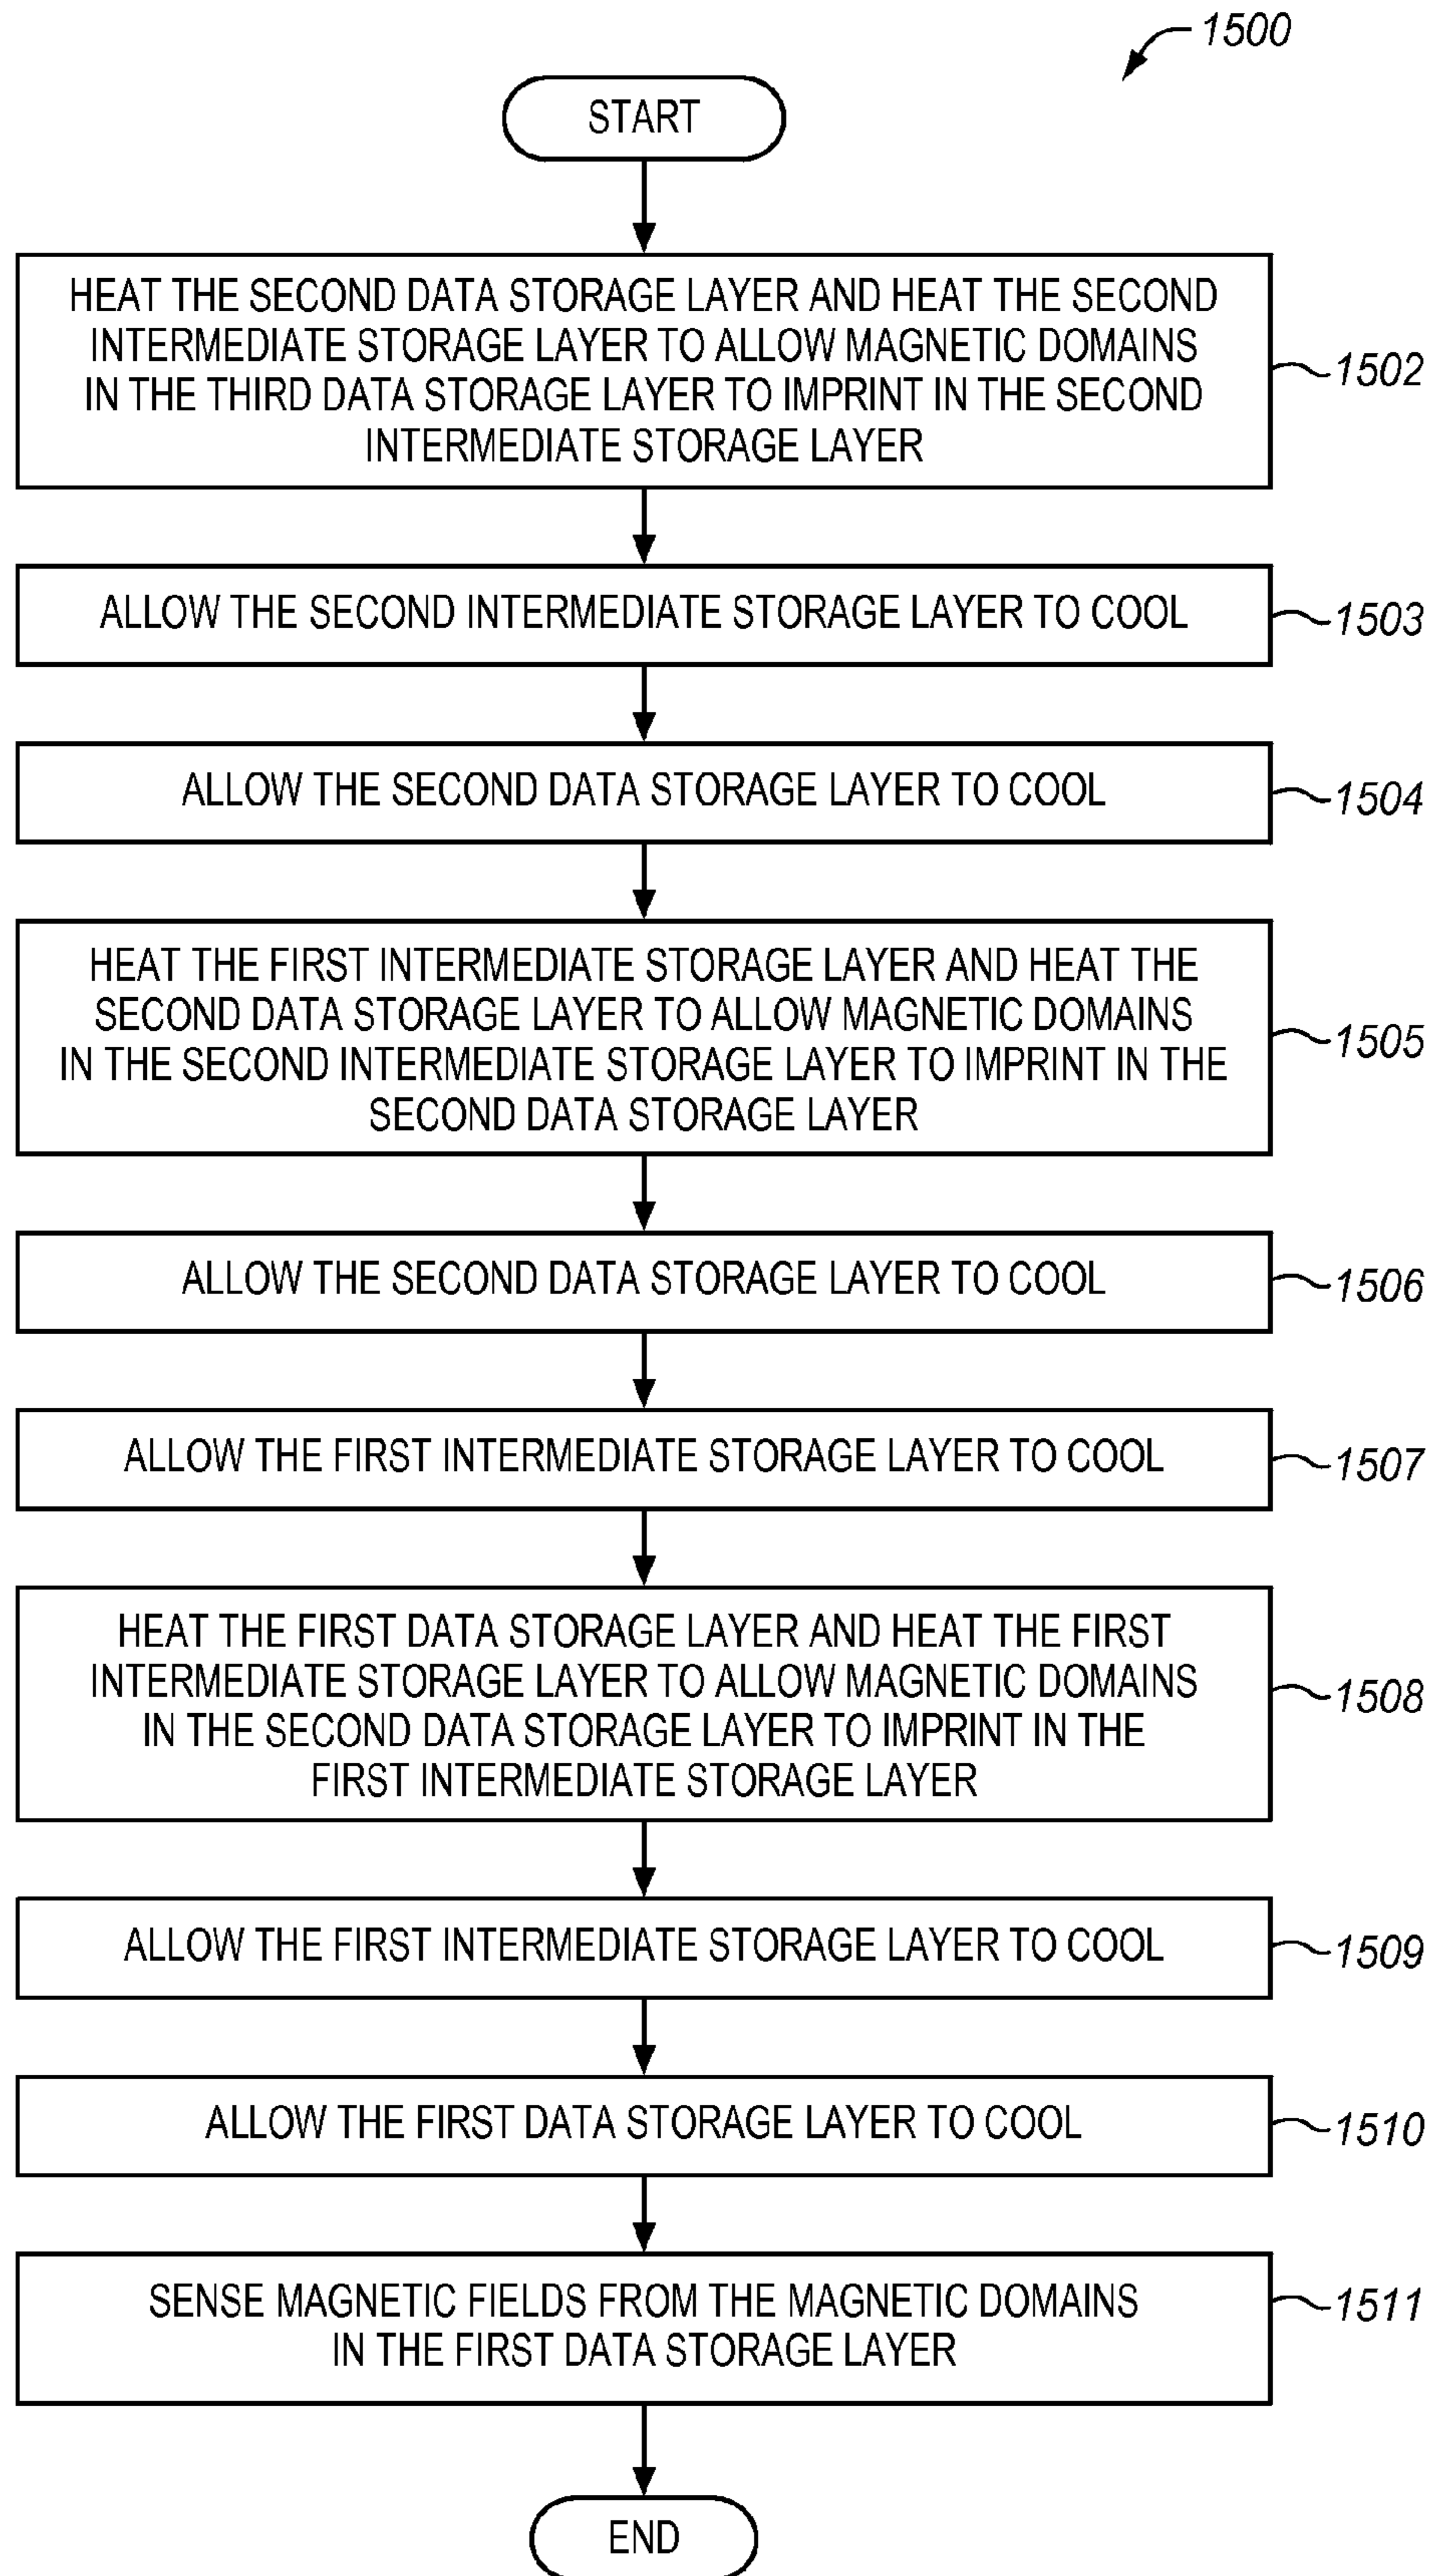 1500
START
HEAT THE SECOND DATA STORAGE LAYER AND HEAT THE SECOND
INTERMEDIATE STORAGE LAYER TO ALLOW MAGNETIC DOMAINS
IN THE THIRD DATA STORAGE LAYER TO IMPRINT IN THE SECOND
INTERMEDIATE STORAGE LAYER
1502
ALLOW THE SECOND INTERMEDIATE STORAGE LAYER TO COOL
1503
ALLOW THE SECOND DATA STORAGE LAYER TO COOL
1504
HEAT THE FIRST INTERMEDIATE STORAGE LAYER AND HEAT THE
SECOND DATA STORAGE LAYER TO ALLOW MAGNETIC DOMAINS
IN THE SECOND INTERMEDIATE STORAGE LAYER TO IMPRINT IN THE
SECOND DATA STORAGE LAYER
1505
ALLOW THE SECOND DATA STORAGE LAYER TO COOL
1506
ALLOW THE FIRST INTERMEDIATE STORAGE LAYER TO COOL
1507
HEAT THE FIRST DATA STORAGE LAYER AND HEAT THE FIRST
INTERMEDIATE STORAGE LAYER TO ALLOW MAGNETIC DOMAINS
IN THE SECOND DATA STORAGE LAYER TO IMPRINT IN THE
FIRST INTERMEDIATE STORAGE LAYER
1508
ALLOW THE FIRST INTERMEDIATE STORAGE LAYER TO COOL
1509
ALLOW THE FIRST DATA STORAGE LAYER TO COOL
1510
SENSE MAGNETIC FIELDS FROM THE MAGNETIC DOMAINS
IN THE FIRST DATA STORAGE LAYER
1511
END